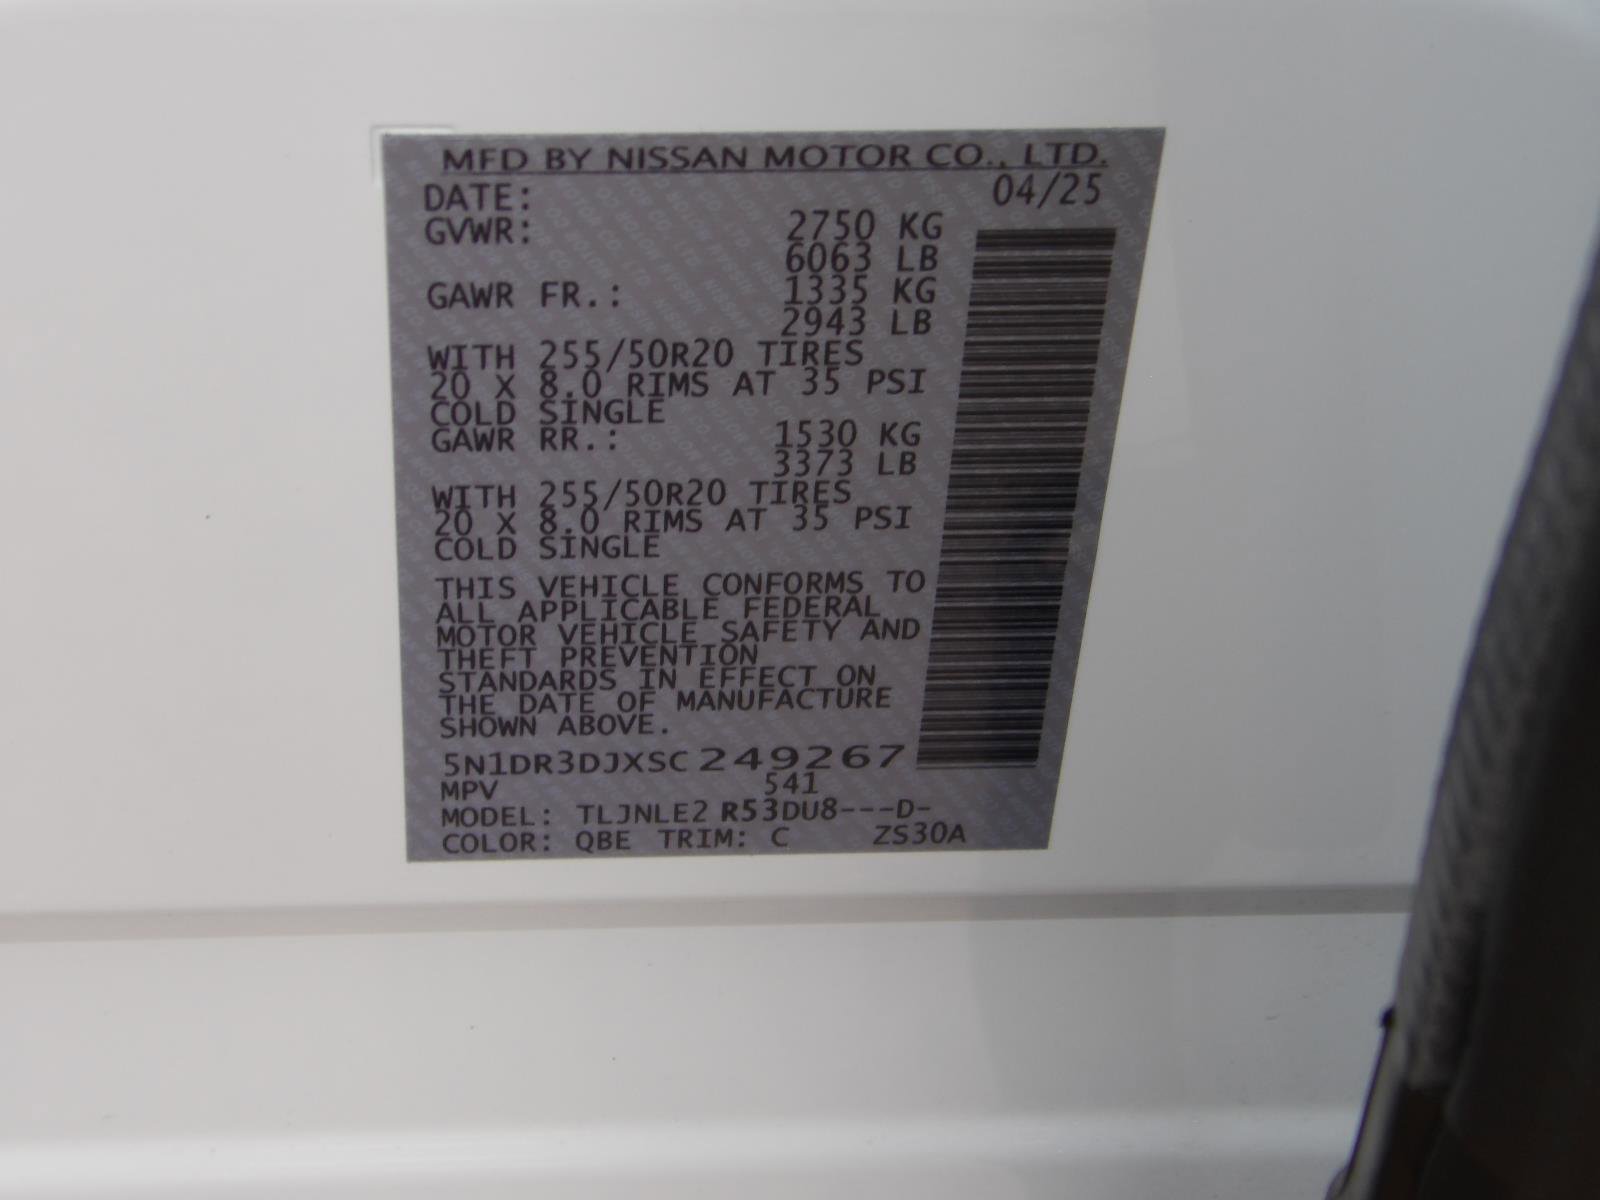 MFD BY NISSAN MOTOR CO., LTD.
DATE: 04/25
GVWR: 2750 KG
6063 LB
GAWR FR.: 1335 KG
2943 LB
WITH 255/50R20 TIRES
20 X 8.0 RIMS AT 35 PSI
COLD SINGLE
GAWR RR.: 1530 KG
3373 LB
WITH 255/50R20 TIRES
20 X 8.0 RIMS AT 35 PSI
COLD SINGLE
THIS VEHICLE CONFORMS TO
ALL APPLICABLE FEDERAL
MOTOR VEHICLE SAFETY AND
THEFT PREVENTION
STANDARDS IN EFFECT ON
THE DATE OF MANUFACTURE
SHOWN ABOVE.
5N1DR3DJXSC249267
MPV 541
MODEL: TLJNLE2 R53DU8---D-
COLOR: QBE TRIM: C ZS30A